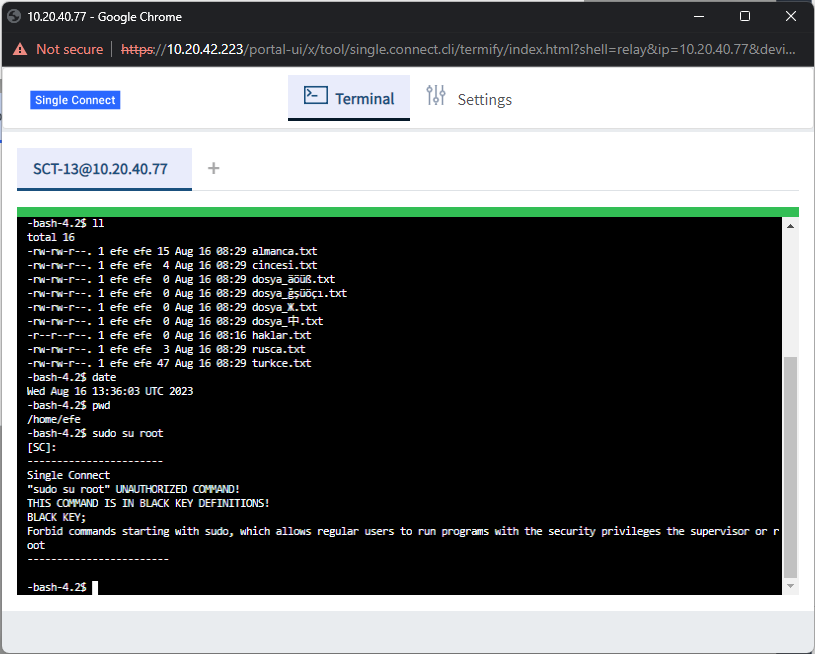 10.20.40.77 - Google Chrome
Not secure https://10.20.42.223/portal-ui/x/tool/single.connect.cli/termify/index.html?shell=relay&ip=10.20.40.77&devi...
Single Connect
Terminal
Settings
SCT-13@10.20.40.77 +
-bash-4.2$ ll
total 16
-rw-rw-r--. 1 efe efe 15 Aug 16 08:29 almanca.txt
-rw-rw-r--. 1 efe efe 4 Aug 16 08:29 cincesi.txt
-rw-rw-r--. 1 efe efe 0 Aug 16 08:29 dosya_äöüß.txt
-rw-rw-r--. 1 efe efe 0 Aug 16 08:29 dosya_ğşüöçı.txt
-rw-rw-r--. 1 efe efe 0 Aug 16 08:29 dosya_Ж.txt
-rw-rw-r--. 1 efe efe 0 Aug 16 08:29 dosya_中.txt
-r--r--r--. 1 efe efe 0 Aug 16 08:16 haklar.txt
-rw-rw-r--. 1 efe efe 3 Aug 16 08:29 rusca.txt
-rw-rw-r--. 1 efe efe 47 Aug 16 08:29 turkce.txt
-bash-4.2$ date
Wed Aug 16 13:36:03 UTC 2023
-bash-4.2$ pwd
/home/efe
-bash-4.2$ sudo su root
[SC]:
-----------------------
Single Connect
"sudo su root" UNAUTHORIZED COMMAND!
THIS COMMAND IS IN BLACK KEY DEFINITIONS!
BLACK KEY;
Forbid commands starting with sudo, which allows regular users to run programs with the security privileges the supervisor or r
oot
------------------------
-bash-4.2$